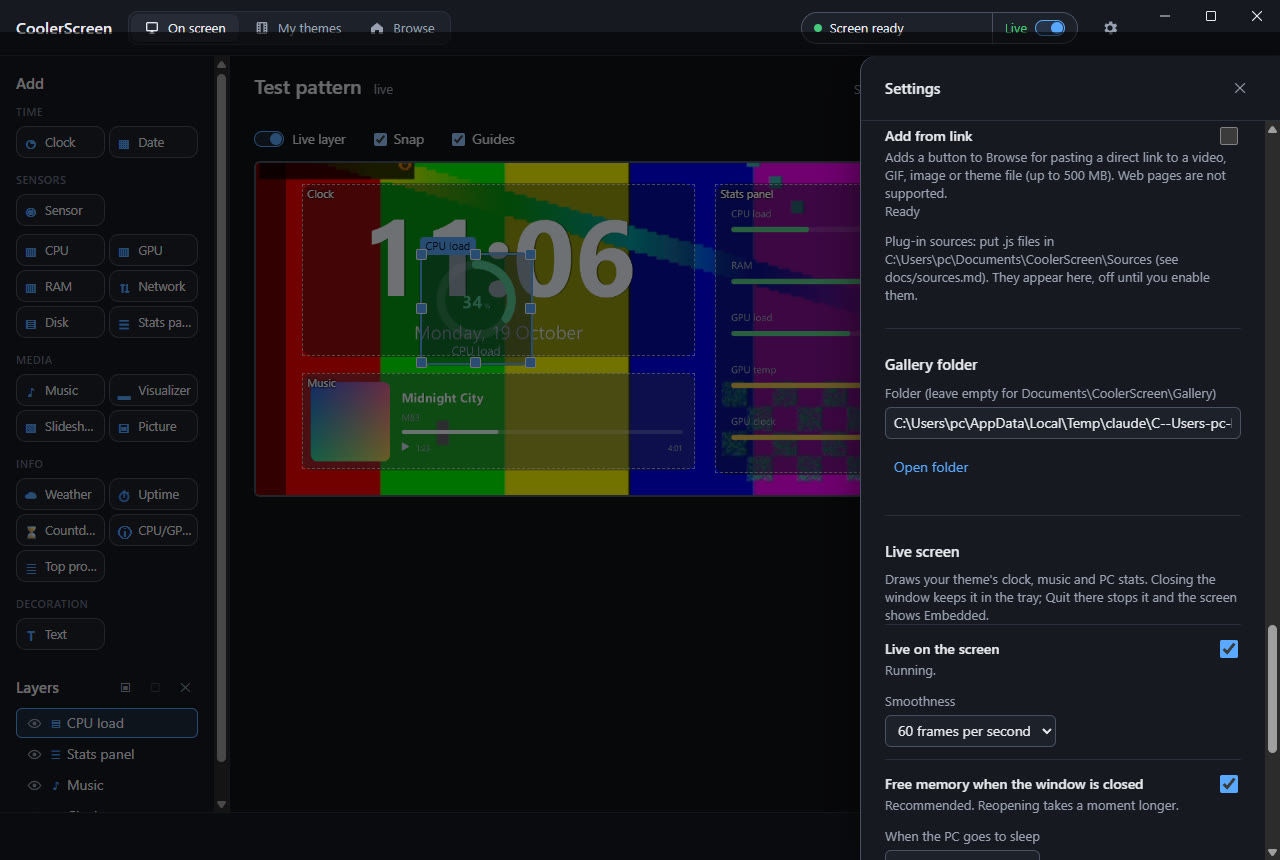 CoolerScreen
On screen
My themes
Browse
Screen ready
Live
Add
TIME
Clock
Date
SENSORS
Sensor
CPU
GPU
RAM
Network
Disk
Stats pa...
MEDIA
Music
Visualizer
Slidesh...
Picture
INFO
Weather
Uptime
Countd...
CPU/GP...
Top pro...
DECORATION
Text
Layers
CPU load
Stats panel
Music
Test pattern live
Live layer
Snap
Guides
Clock
11:06
CPU load
34%
Monday, 19 October
CPU load
Music
Midnight City
M83
1:23
4:01
Stats panel
CPU load
RAM
GPU load
GPU temp
GPU clock
Settings
Add from link
Adds a button to Browse for pasting a direct link to a video,
GIF, image or theme file (up to 500 MB). Web pages are not
supported.
Ready
Plug-in sources: put .js files in
C:\Users\pc\Documents\CoolerScreen\Sources (see
docs/sources.md). They appear here, off until you enable
them.
Gallery folder
Folder (leave empty for Documents\CoolerScreen\Gallery)
C:\Users\pc\AppData\Local\Temp\claude\C--Users-pc-
Open folder
Live screen
Draws your theme's clock, music and PC stats. Closing the
window keeps it in the tray; Quit there stops it and the screen
shows Embedded.
Live on the screen
Running.
Smoothness
60 frames per second
Free memory when the window is closed
Recommended. Reopening takes a moment longer.
When the PC goes to sleep